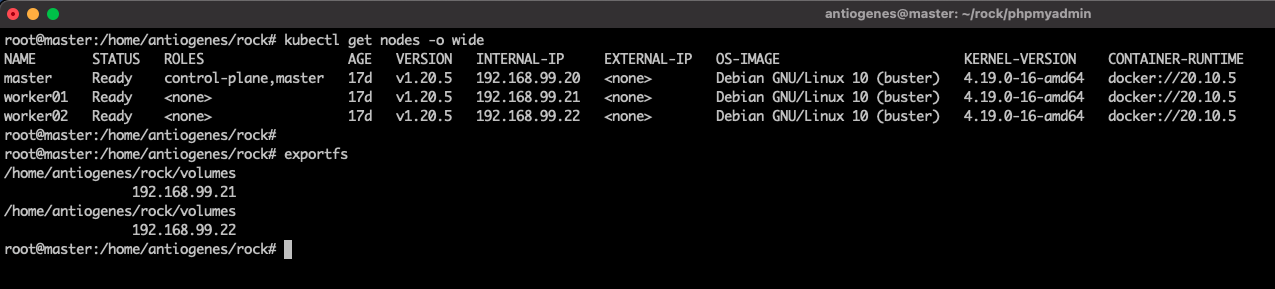 antiogenes@master: ~/rock/phpmyadmin
root@master:/home/antiogenes/rock# kubectl get nodes -o wide
NAME STATUS ROLES AGE VERSION INTERNAL-IP EXTERNAL-IP OS-IMAGE KERNEL-VERSION CONTAINER-RUNTIME
master Ready control-plane,master 17d v1.20.5 192.168.99.20 <none> Debian GNU/Linux 10 (buster) 4.19.0-16-amd64 docker://20.10.5
worker01 Ready <none> 17d v1.20.5 192.168.99.21 <none> Debian GNU/Linux 10 (buster) 4.19.0-16-amd64 docker://20.10.5
worker02 Ready <none> 17d v1.20.5 192.168.99.22 <none> Debian GNU/Linux 10 (buster) 4.19.0-16-amd64 docker://20.10.5
root@master:/home/antiogenes/rock#
root@master:/home/antiogenes/rock# exportfs
/home/antiogenes/rock/volumes
192.168.99.21
/home/antiogenes/rock/volumes
192.168.99.22
root@master:/home/antiogenes/rock#